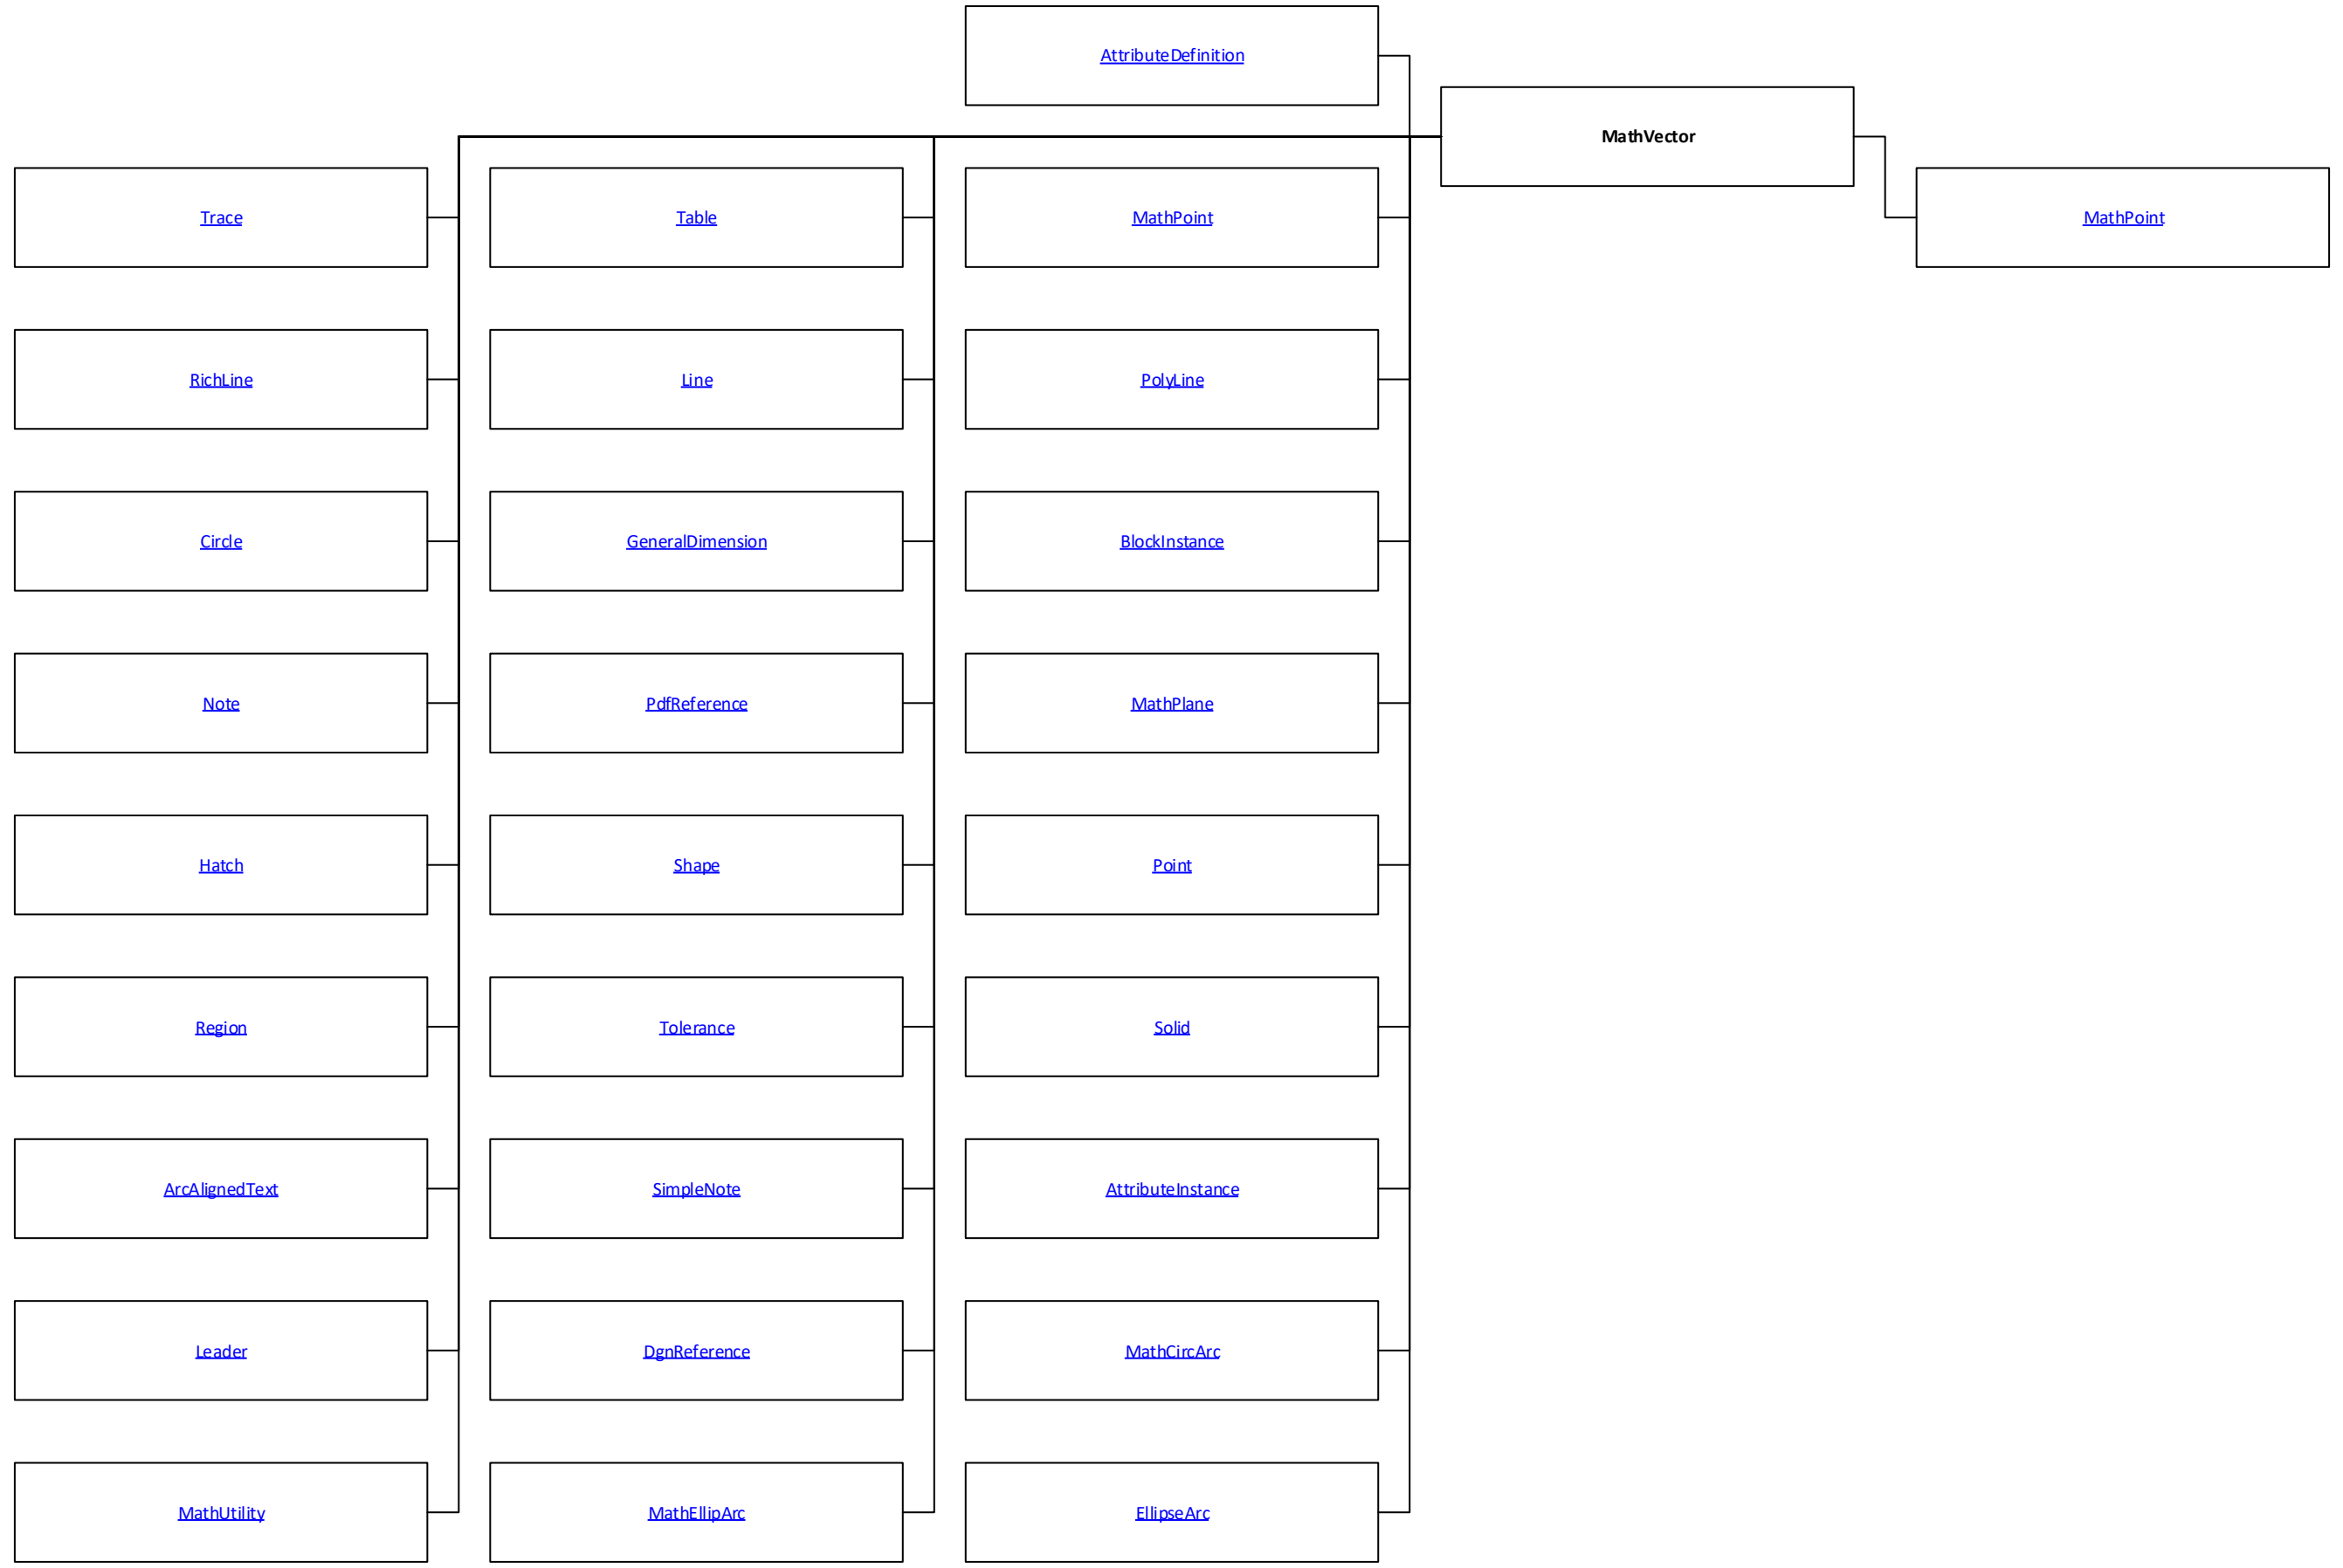 AttributeDefinition
MathVector
Trace
Table
MathPoint
MathPoint
RichLine
Line
PolyLine
Circle
GeneralDimension
BlockInstance
Note
PdfReference
MathPlane
Hatch
Shape
Point
Region
Tolerance
Solid
ArcAlignedText
SimpleNote
AttributeInstance
Leader
DgnReference
MathCircArc
MathUtility
MathEllipArc
EllipseArc